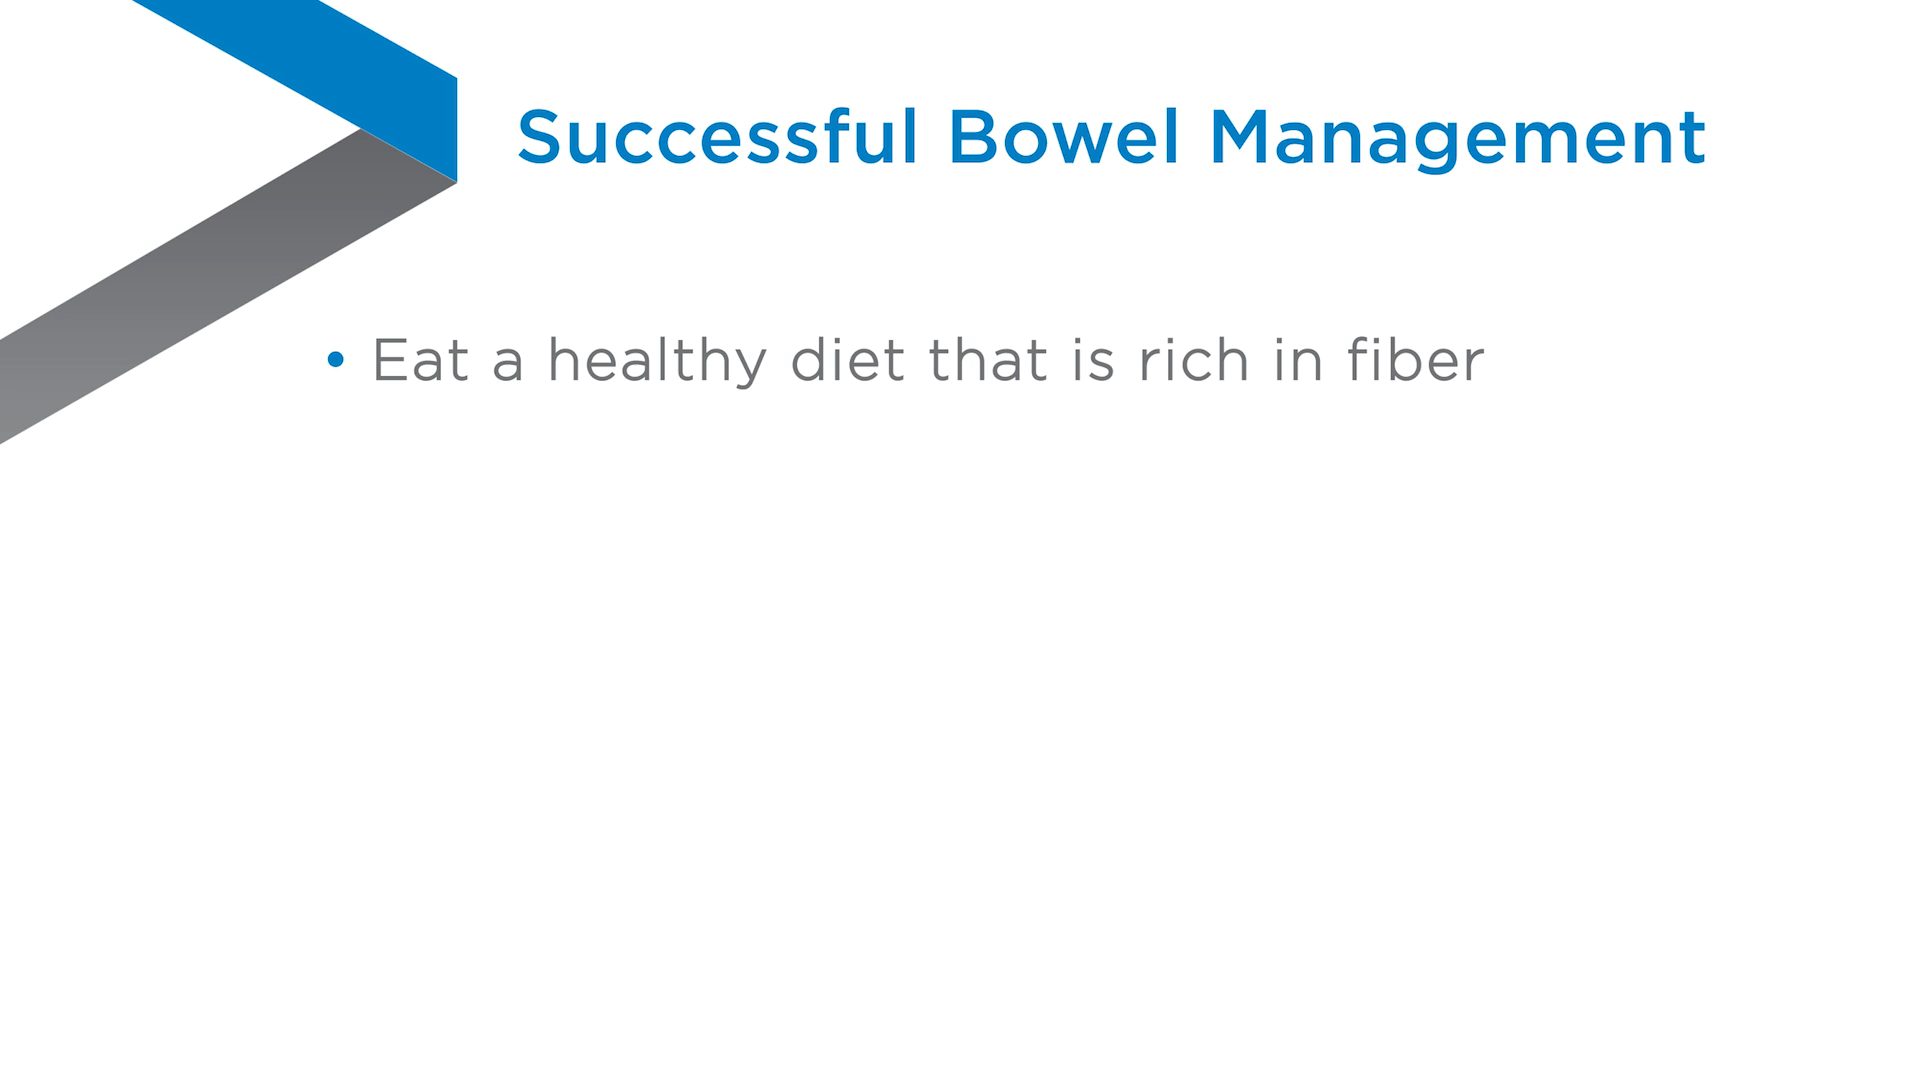 Successful Bowel Management
• Eat a healthy diet that is rich in fiber